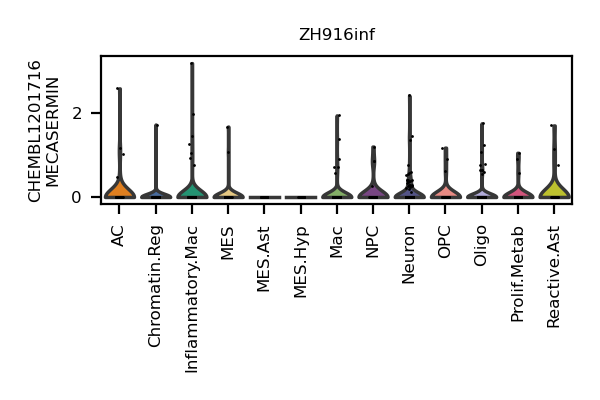 ZH916inf
CHEMBL1201716
MECASERMIN
2
0
AC
Chromatin.Reg
Inflammatory.Mac
MES
MES.Ast
MES.Hyp
Mac
NPC
Neuron
OPC
Oligo
Prolif.Metab
Reactive.Ast